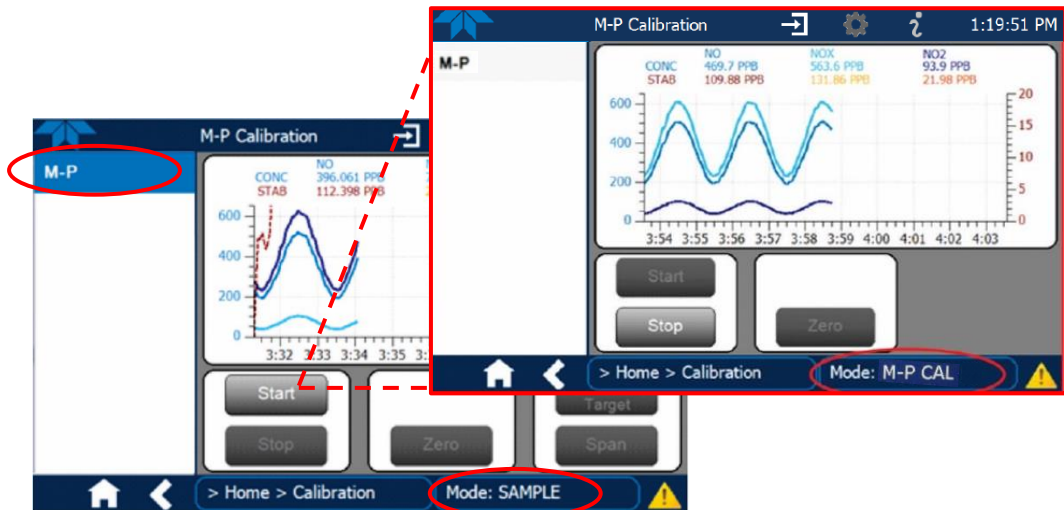 M-P Calibration
M-P
NO
CONC 396.061 PPB
STAB 112.398 PPB
600
400
200
0
3:32 3:33 3:34 3:35
Start
Stop
Zero
Target
Span
> Home > Calibration
Mode: SAMPLE
M-P Calibration
1:19:51 PM
M-P
NO NOX NO2
CONC 469.7 PPB 563.6 PPB 93.9 PPB
STAB 109.88 PPB 131.86 PPB 21.98 PPB
600
400
200
0
20
15
10
5
0
3:54 3:55 3:56 3:57 3:58 3:59 4:00 4:01 4:02 4:03
Start
Stop
Zero
> Home > Calibration
Mode: M-P CAL